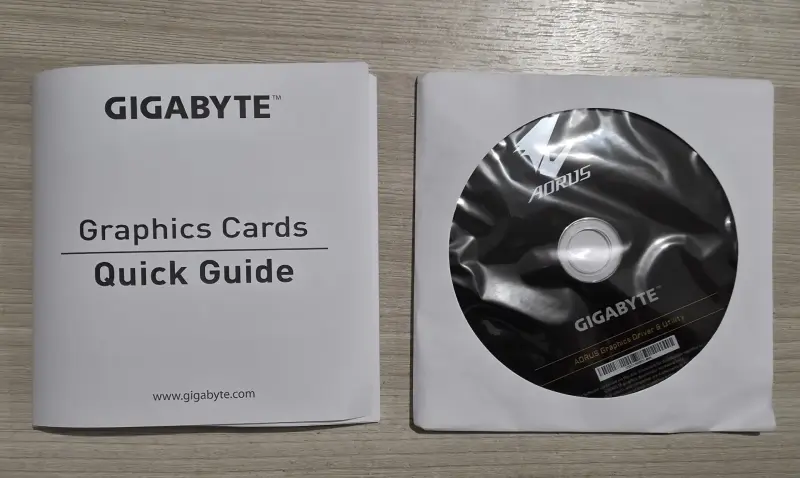 GIGABYTE™
Graphics Cards
Quick Guide
www.gigabyte.com
AORUS
GIGABYTE™
AORUS Graphics Driver & Utility